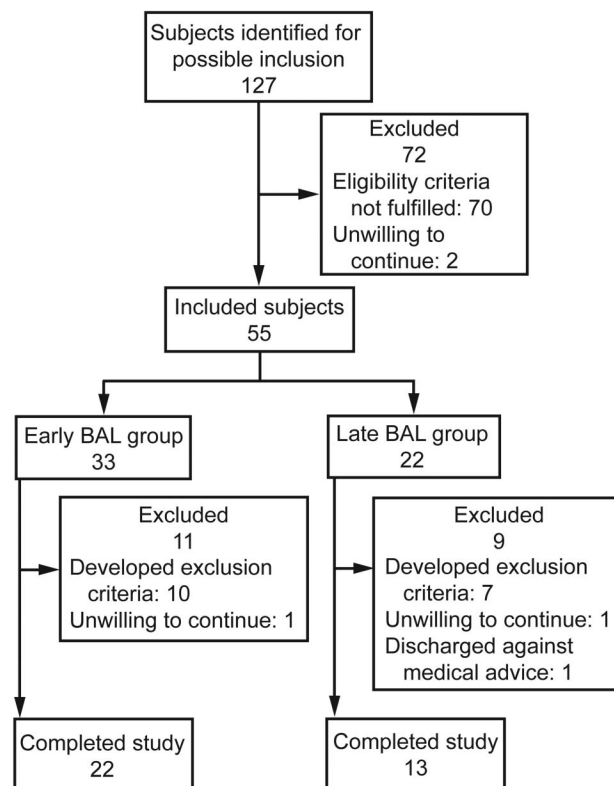 Subjects identified for
possible inclusion
127
Excluded
72
Eligibility criteria
not fulfilled: 70
Unwilling to
continue: 2
Included subjects
55
Early BAL group
33
Late BAL group
22
Excluded
11
Developed exclusion
criteria: 10
Unwilling to continue: 1
Excluded
9
Developed exclusion
criteria: 7
Unwilling to continue: 1
Discharged against
medical advice: 1
Completed study
22
Completed study
13